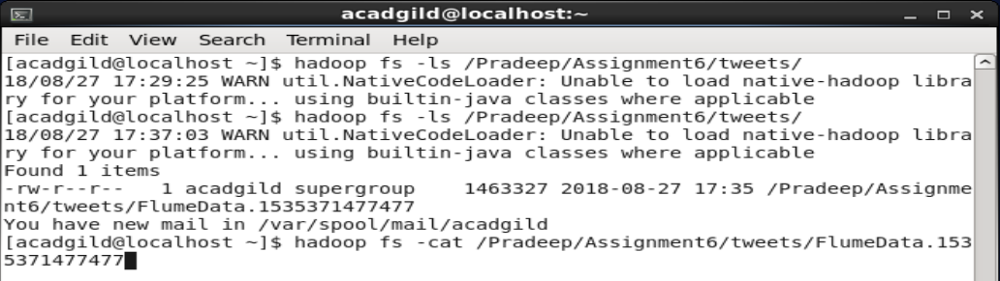 acadgild@localhost:~
File Edit View Search Terminal Help
[acadgild@localhost ~]$ hadoop fs -ls /Pradeep/Assignment6/tweets/
18/08/27 17:29:25 WARN util.NativeCodeLoader: Unable to load native-hadoop libra
ry for your platform... using builtin-java classes where applicable
[acadgild@localhost ~]$ hadoop fs -ls /Pradeep/Assignment6/tweets/
18/08/27 17:37:03 WARN util.NativeCodeLoader: Unable to load native-hadoop libra
ry for your platform... using builtin-java classes where applicable
Found 1 items
-rw-r--r--   1 acadgild supergroup    1463327 2018-08-27 17:35 /Pradeep/Assignme
nt6/tweets/FlumeData.1535371477477
You have new mail in /var/spool/mail/acadgild
[acadgild@localhost ~]$ hadoop fs -cat /Pradeep/Assignment6/tweets/FlumeData.153
5371477477